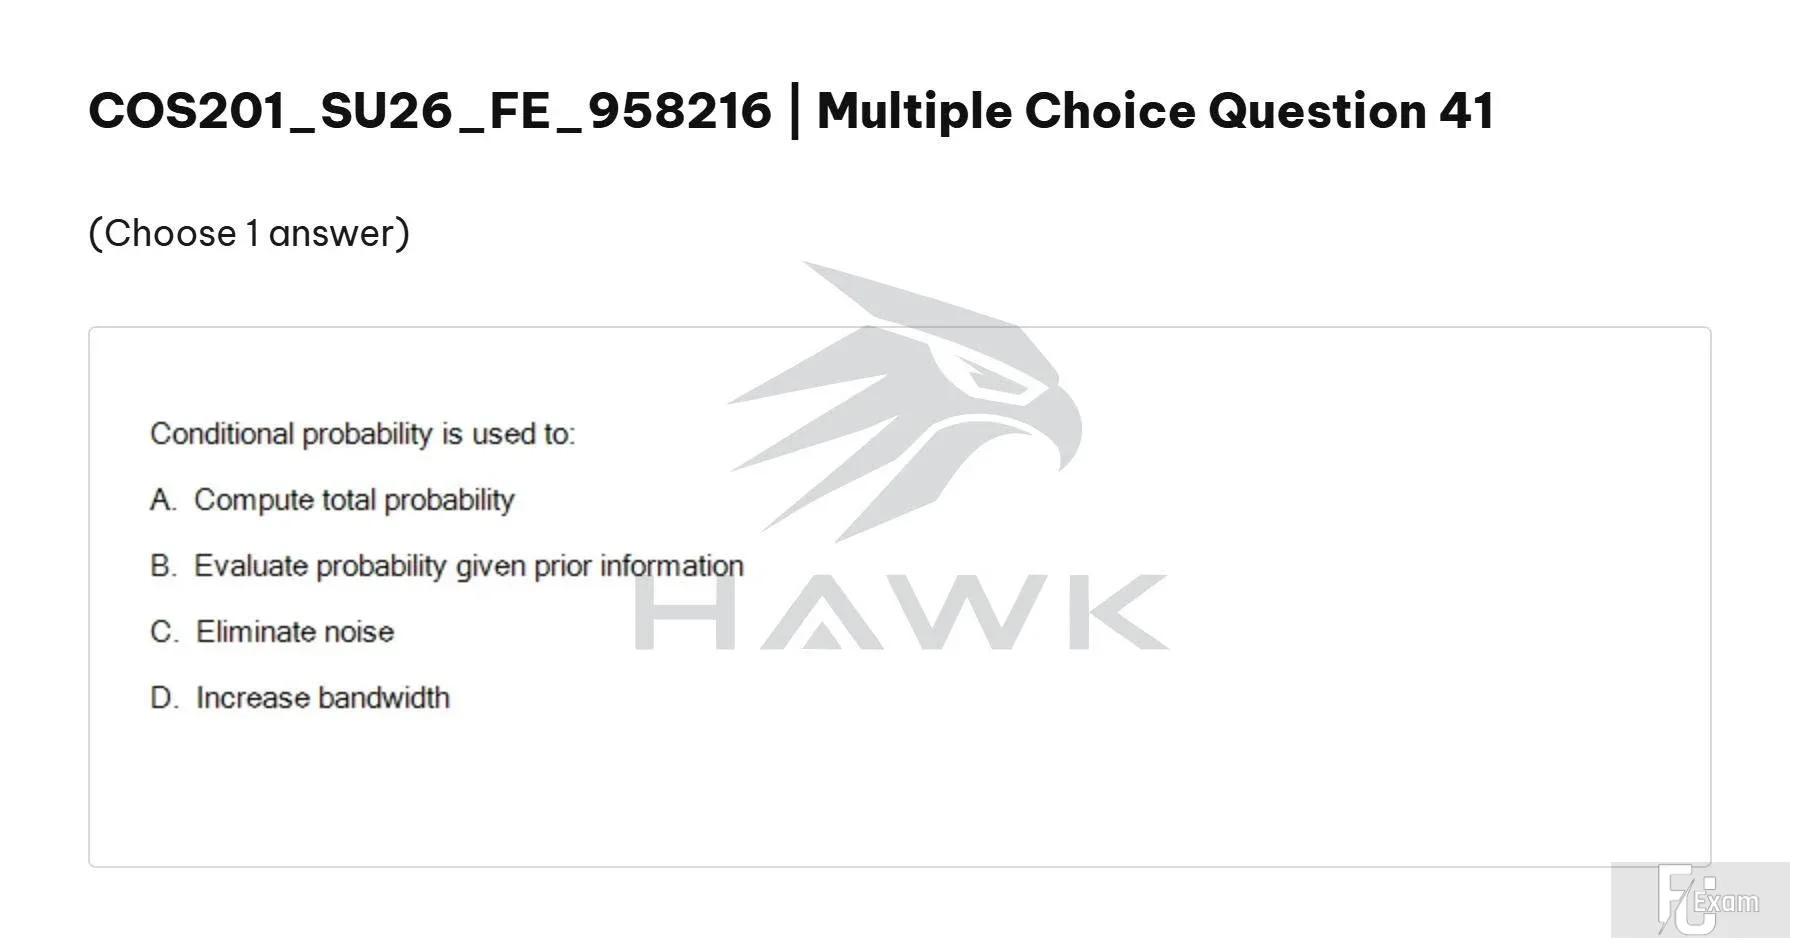 COS201_SU26_FE_958216 | Multiple Choice Question 41
(Choose 1 answer)
Conditional probability is used to:
A. Compute total probability
B. Evaluate probability given prior information
C. Eliminate noise
D. Increase bandwidth
HAWK
FU Exam